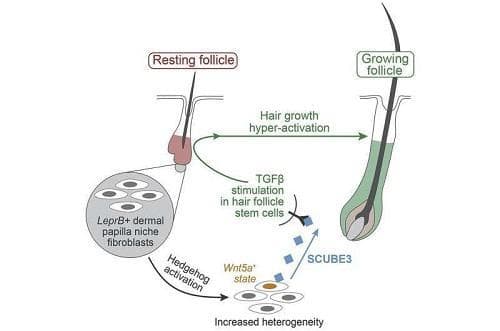 Resting follicle
Growing
follicle
Hair growth
hyper-activation
TGFβ
stimulation
in hair follicle
stem cells
LeprB+ dermal
papilla niche
fibroblasts
Hedgehog
activation
Wnt5a⁺
state
SCUBE3
Increased heterogeneity